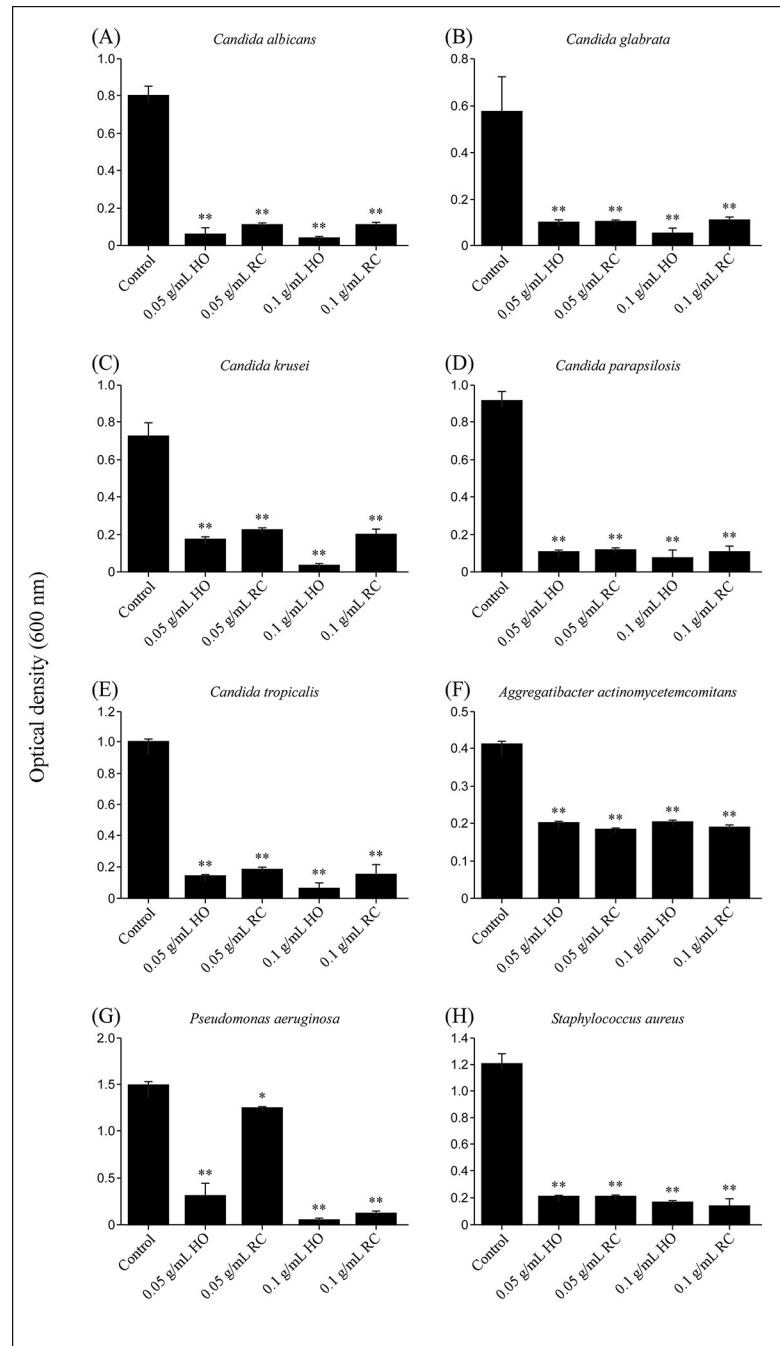 Optical density (600 nm)
(A)
Candida albicans
1.0
0.8
0.6
0.4
0.2
0
**
**
**
**
Control
0.05 g/mL HO
0.05 g/mL RC
0.1 g/mL HO
0.1 g/mL RC
(B)
Candida glabrata
0.8
0.6
0.4
0.2
0
**
**
**
**
Control
0.05 g/mL HO
0.05 g/mL RC
0.1 g/mL HO
0.1 g/mL RC
(C)
Candida krusei
1.0
0.8
0.6
0.4
0.2
0
**
**
**
**
Control
0.05 g/mL HO
0.05 g/mL RC
0.1 g/mL HO
0.1 g/mL RC
(D)
Candida parapsilosis
1.0
0.8
0.6
0.4
0.2
0
**
**
**
**
Control
0.05 g/mL HO
0.05 g/mL RC
0.1 g/mL HO
0.1 g/mL RC
(E)
Candida tropicalis
1.2
1.0
0.8
0.6
0.4
0.2
0
**
**
**
**
Control
0.05 g/mL HO
0.05 g/mL RC
0.1 g/mL HO
0.1 g/mL RC
(F)
Aggregatibacter actinomycetemcomitans
0.5
0.4
0.3
0.2
0.1
0
**
**
**
**
Control
0.05 g/mL HO
0.05 g/mL RC
0.1 g/mL HO
0.1 g/mL RC
(G)
Pseudomonas aeruginosa
2.0
1.5
1.0
0.5
0
**
*
**
**
Control
0.05 g/mL HO
0.05 g/mL RC
0.1 g/mL HO
0.1 g/mL RC
(H)
Staphylococcus aureus
1.4
1.2
1.0
0.8
0.6
0.4
0.2
0
**
**
**
**
Control
0.05 g/mL HO
0.05 g/mL RC
0.1 g/mL HO
0.1 g/mL RC